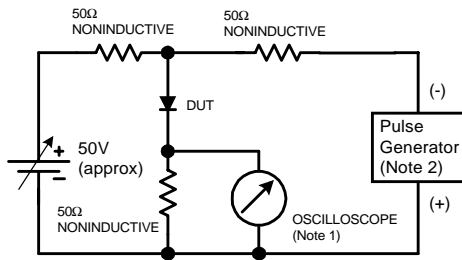 50Ω
NONINDUCTIVE
50Ω
NONINDUCTIVE
DUT
(-)
+
50V
(approx)
-
Pulse
Generator
(Note 2)
(+)
50Ω
NONINDUCTIVE
OSCILLOSCOPE
(Note 1)